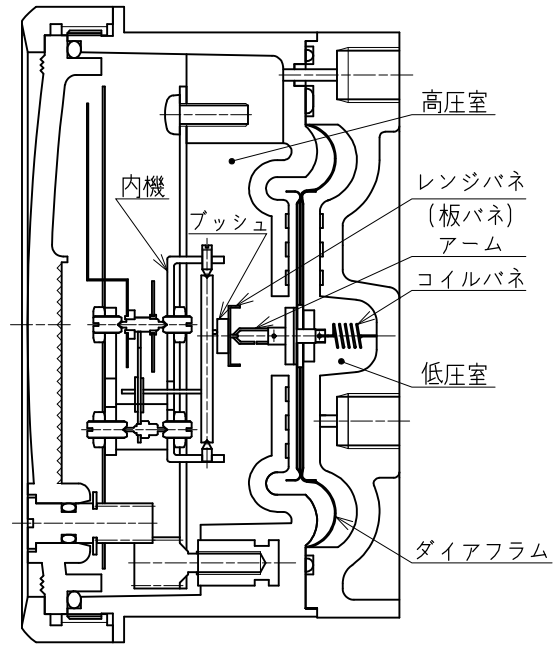 高圧室
内機
レンジバネ
ブッシュ
(板バネ)
アーム
コイルバネ
低圧室
ダイアフラム